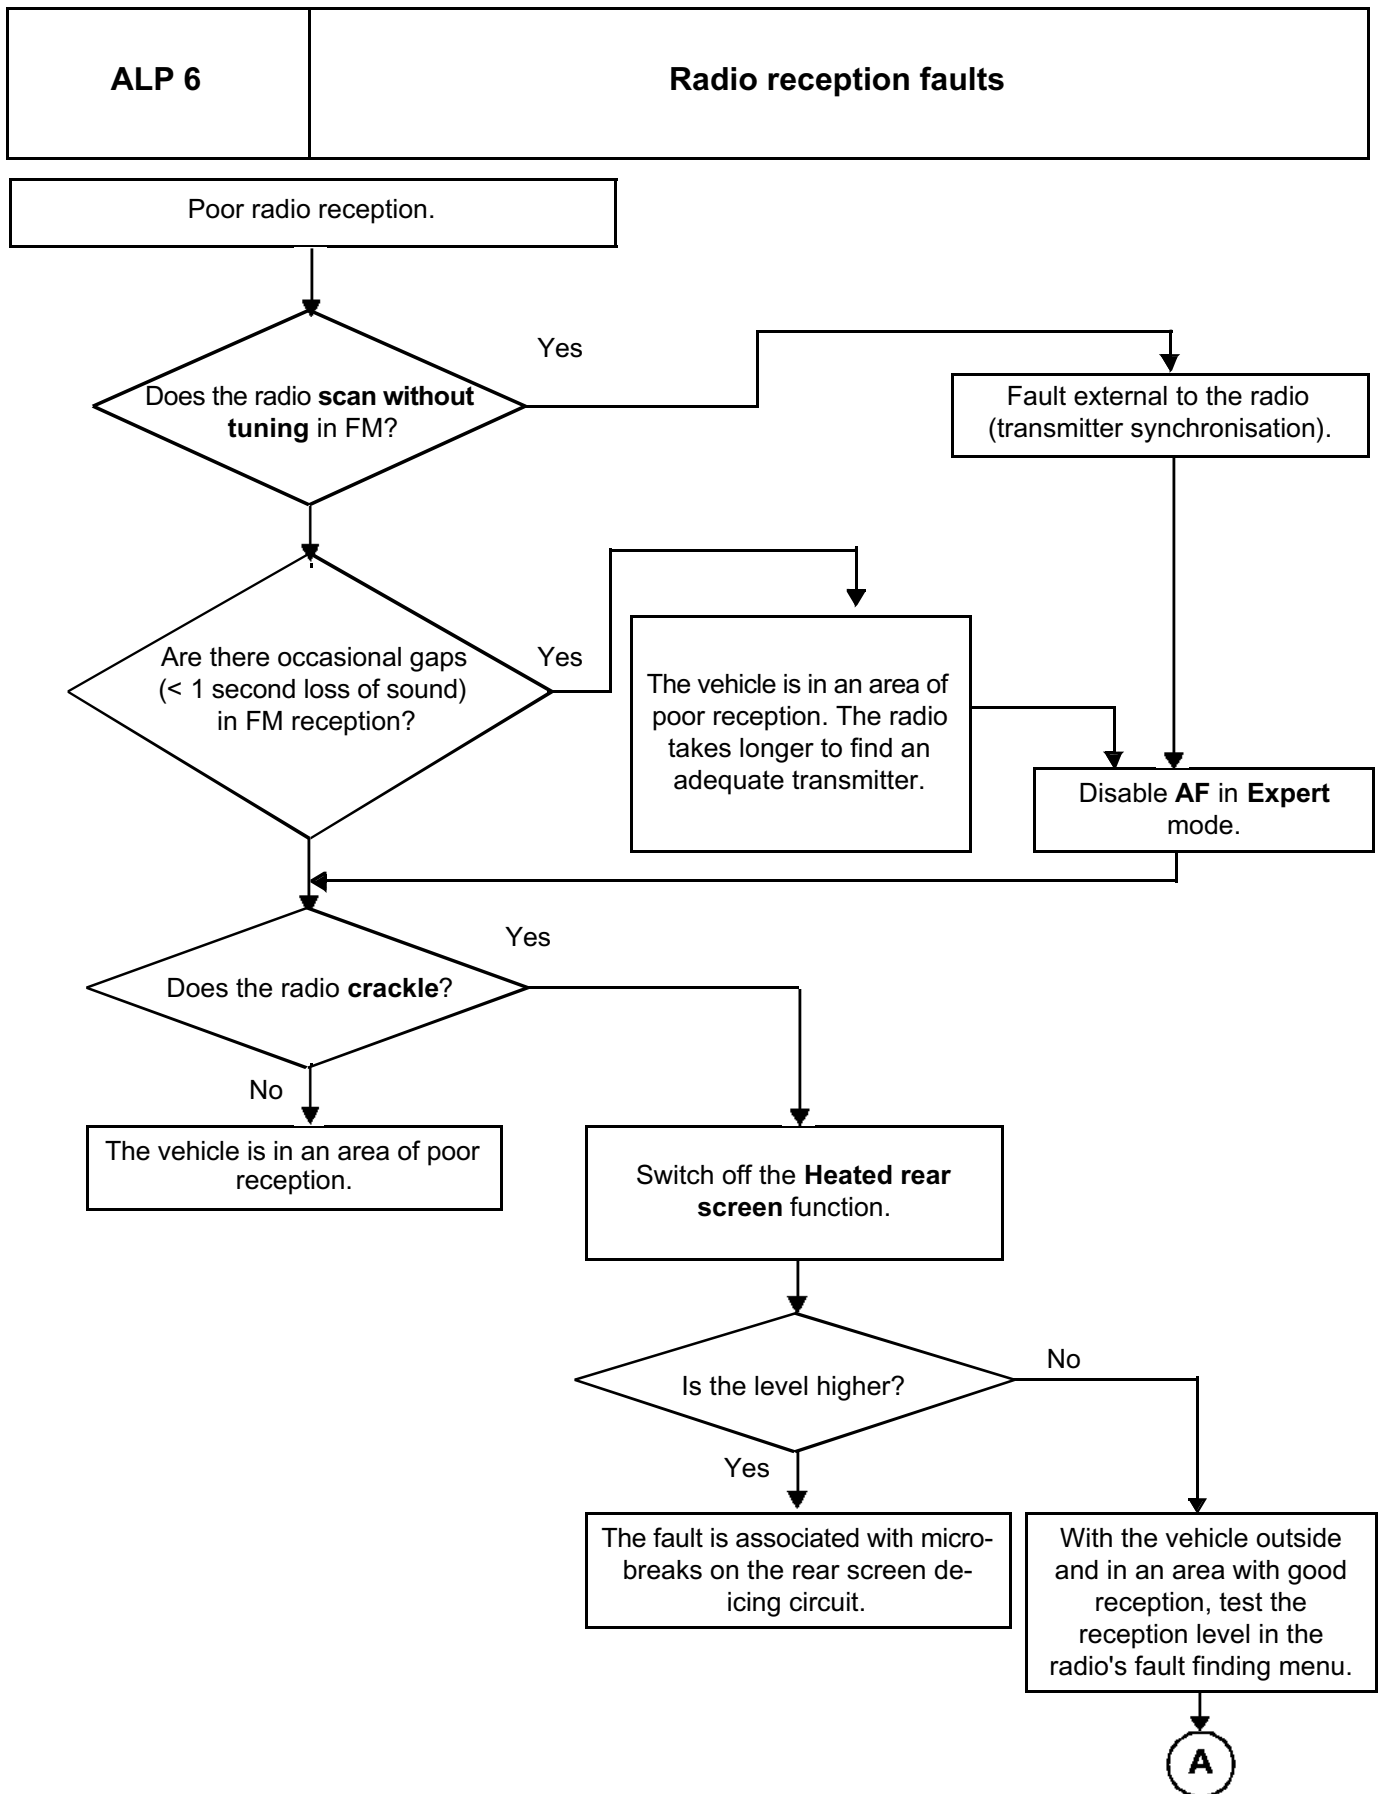 ALP 6
Radio reception faults
Poor radio reception.
Yes
Does the radio scan without
tuning in FM?
Fault external to the radio
(transmitter synchronisation).
Are there occasional gaps
(< 1 second loss of sound)
in FM reception?
Yes
The vehicle is in an area of
poor reception. The radio
takes longer to find an
adequate transmitter.
Disable AF in Expert
mode.
Yes
Does the radio crackle?
No
The vehicle is in an area of poor
reception.
Switch off the Heated rear
screen function.
No
Is the level higher?
Yes
The fault is associated with micro-
breaks on the rear screen de-
icing circuit.
With the vehicle outside
and in an area with good
reception, test the
reception level in the
radio's fault finding menu.
A